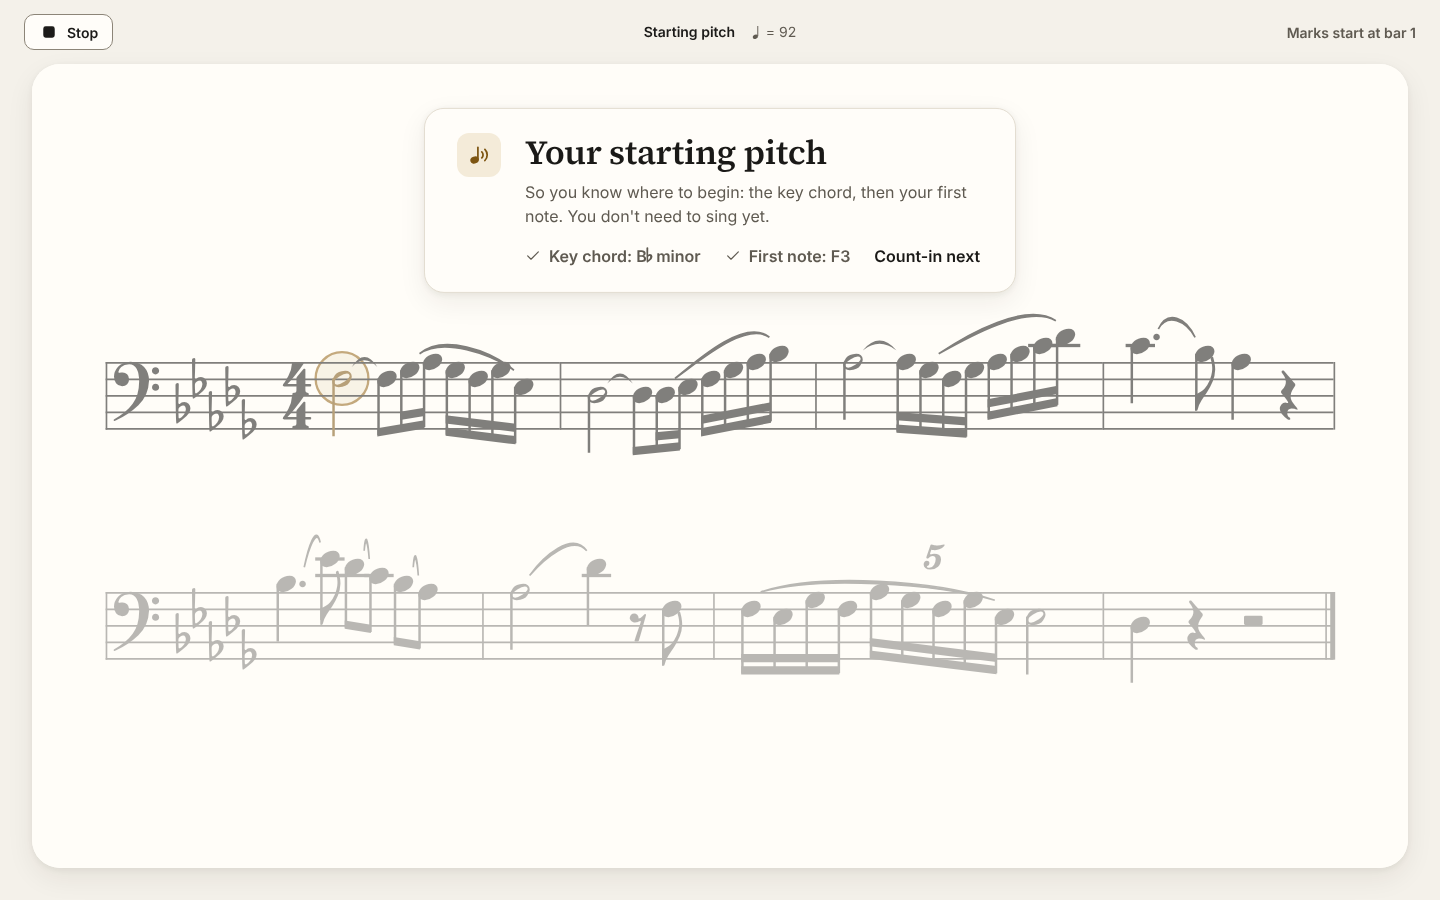 Stop
Starting pitch ♩ = 92
Marks start at bar 1
Your starting pitch
So you know where to begin: the key chord, then your first
note. You don't need to sing yet.
Key chord: B♭ minor First note: F3 Count-in next
4
4
5